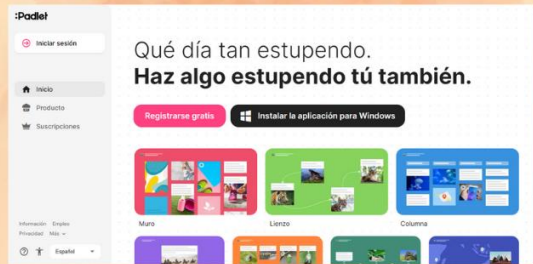 :Padlet
Iniciar sesión
Inicio
Producto
Suscripciones
Información Empleo
Privacidad Más
Español
Qué día tan estupendo.
Haz algo estupendo tú también.
Registrarse gratis
Instalar la aplicación para Windows
Muro
Lienzo
Columna